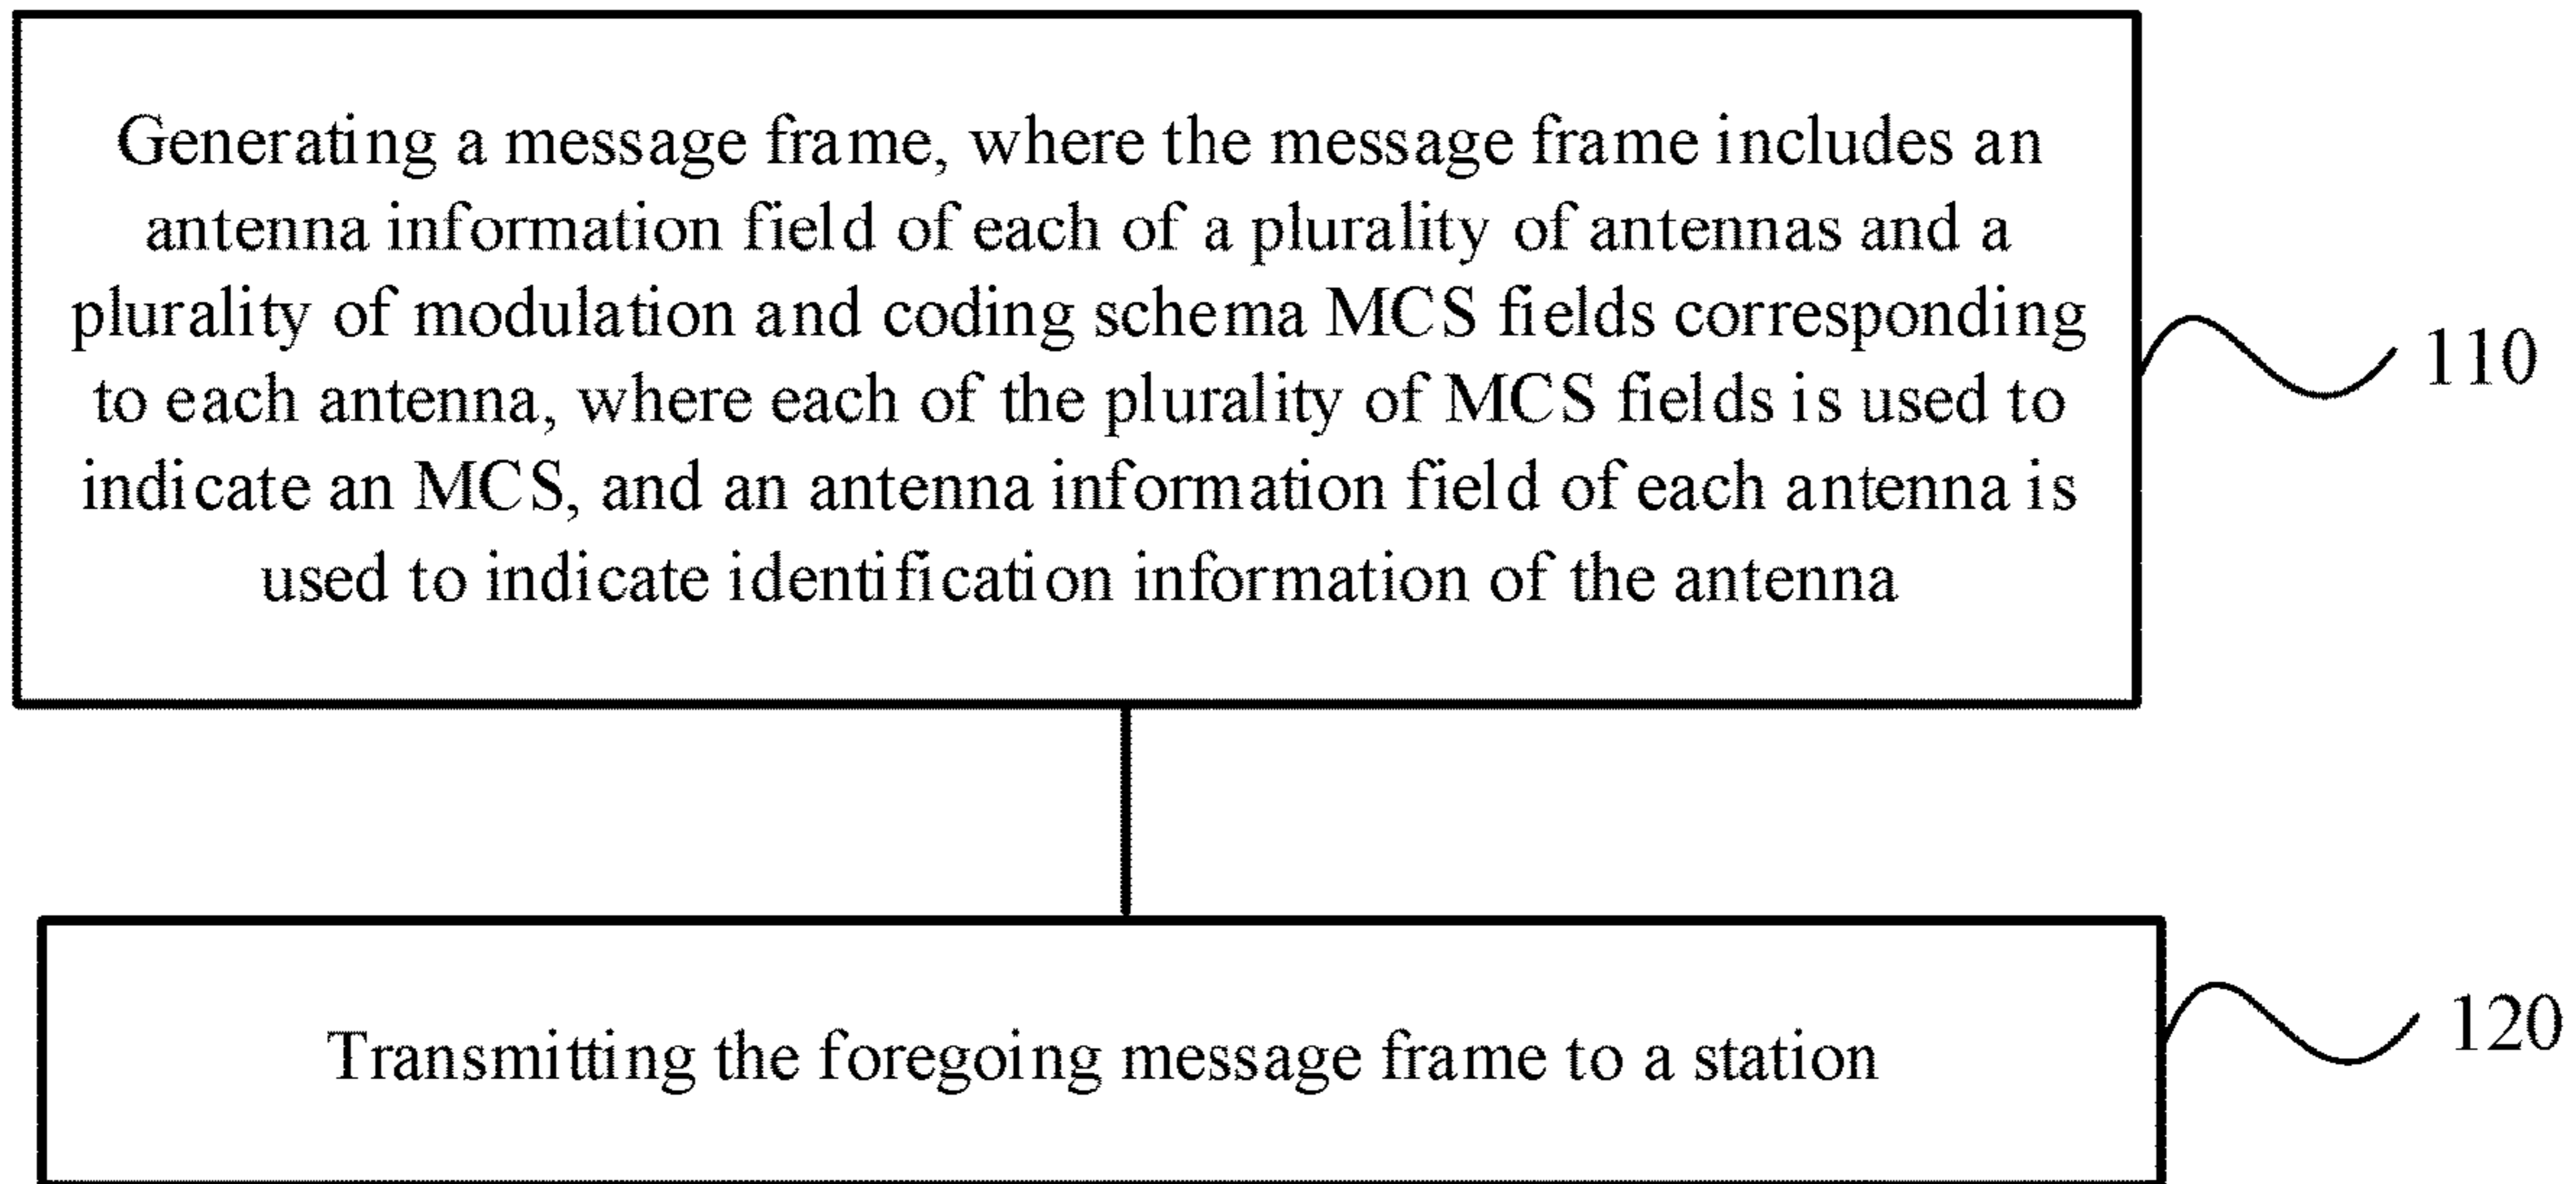 Generating a message frame, where the message frame includes an
antenna information field of each of a plurality of antennas and a
plurality of modulation and coding schema MCS fields corresponding
to each antenna, where each of the plurality of MCS fields is used to
indicate an MCS, and an antenna information field of each antenna is
used to indicate identification information of the antenna
110
Transmitting the foregoing message frame to a station
120